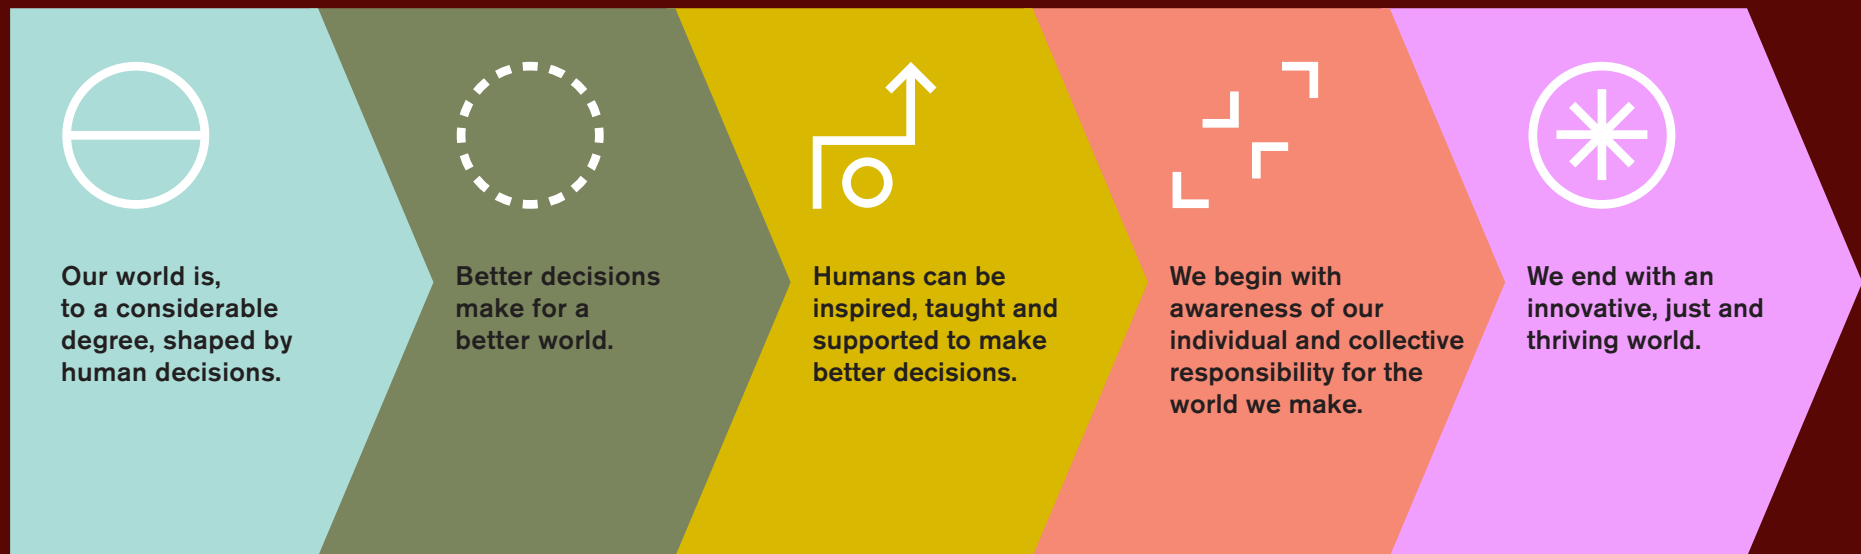 Our world is,
to a considerable
degree, shaped by
human decisions.
Better decisions
make for a
better world.
Humans can be
inspired, taught and
supported to make
better decisions.
We begin with
awareness of our
individual and collective
responsibility for the
world we make.
We end with an
innovative, just and
thriving world.